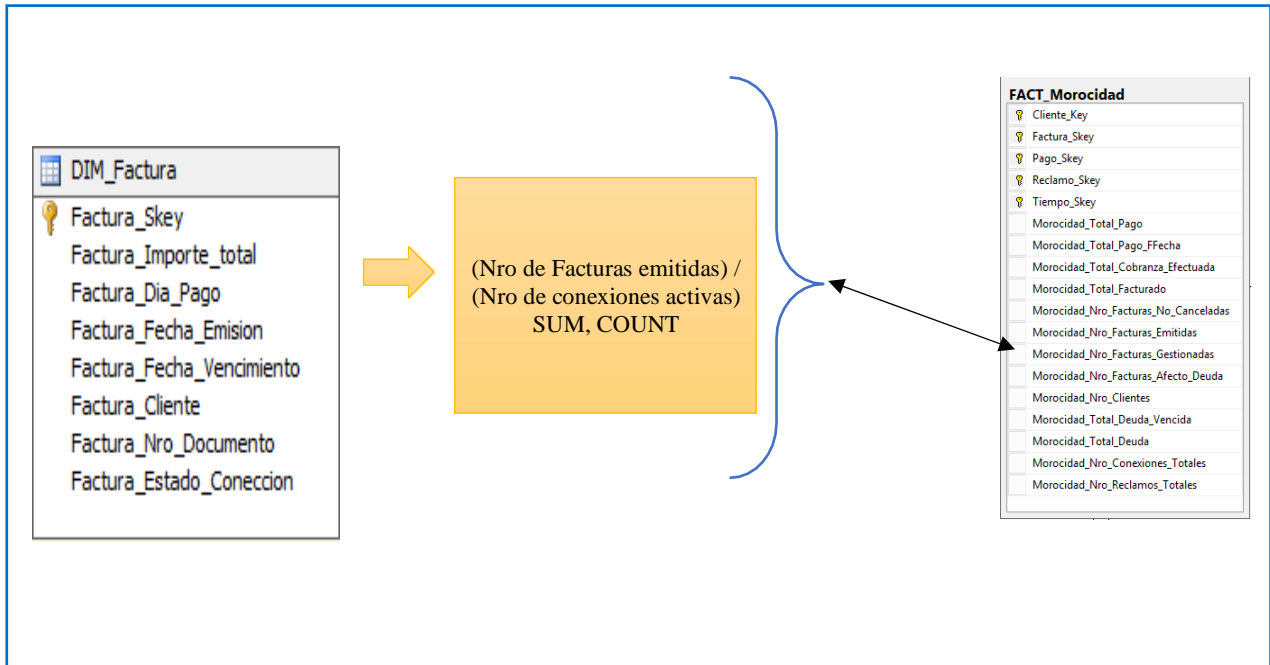 DIM_Factura
Factura_Skey
Factura_Importe_total
Factura_Dia_Pago
Factura_Fecha_Emision
Factura_Fecha_Vencimiento
Factura_Cliente
Factura_Nro_Documento
Factura_Estado_Coneccion
(Nro de Facturas emitidas) /
(Nro de conexiones activas)
SUM, COUNT
FACT_Morocidad
Cliente_Key
Factura_Skey
Pago_Skey
Reclamo_Skey
Tiempo_Skey
Morocidad_Total_Pago
Morocidad_Total_Pago_FFecha
Morocidad_Total_Cobranza_Efectuada
Morocidad_Total_Facturado
Morocidad_Nro_Facturas_No_Canceladas
Morocidad_Nro_Facturas_Emitidas
Morocidad_Nro_Facturas_Gestionadas
Morocidad_Nro_Facturas_Afecto_Deuda
Morocidad_Nro_Clientes
Morocidad_Total_Deuda_Vencida
Morocidad_Total_Deuda
Morocidad_Nro_Conexiones_Totales
Morocidad_Nro_Reclamos_Totales